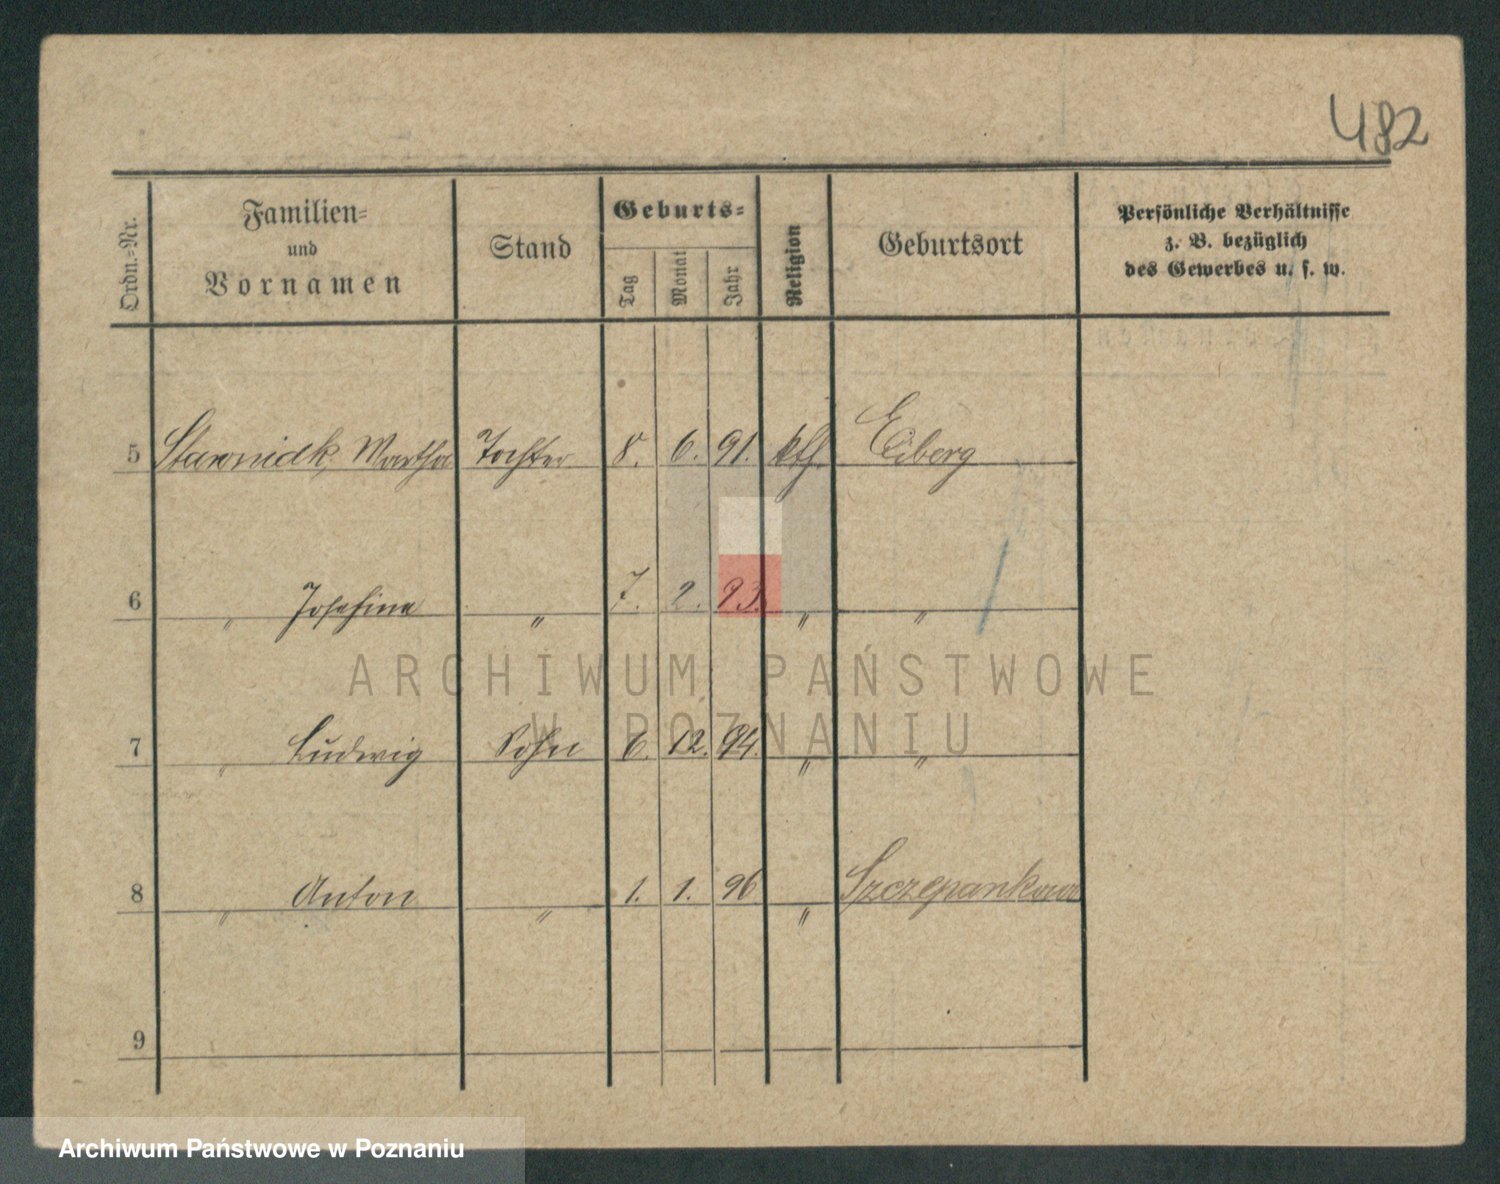 482
Ordn.-Nr.
Familien-
und
Vornamen
Stand
Geburts-
Tag
Monat
Jahr
Religion
Geburtsort
Persönliche Verhältnisse
z. B. bezüglich
des Gewerbes u. s. w.
5 Martha Tochter 8. 6. 91. kth. Eiberg
6 " Josefine " 7. 2. 93. " "
7 " Ludwig Sohn 6. 12. 94. " "
8 " Anton " 1. 1. 96 " Szczepankowo
9
ARCHIWUM PAŃSTWOWE
W POZNANIU
Archiwum Państwowe w Poznaniu